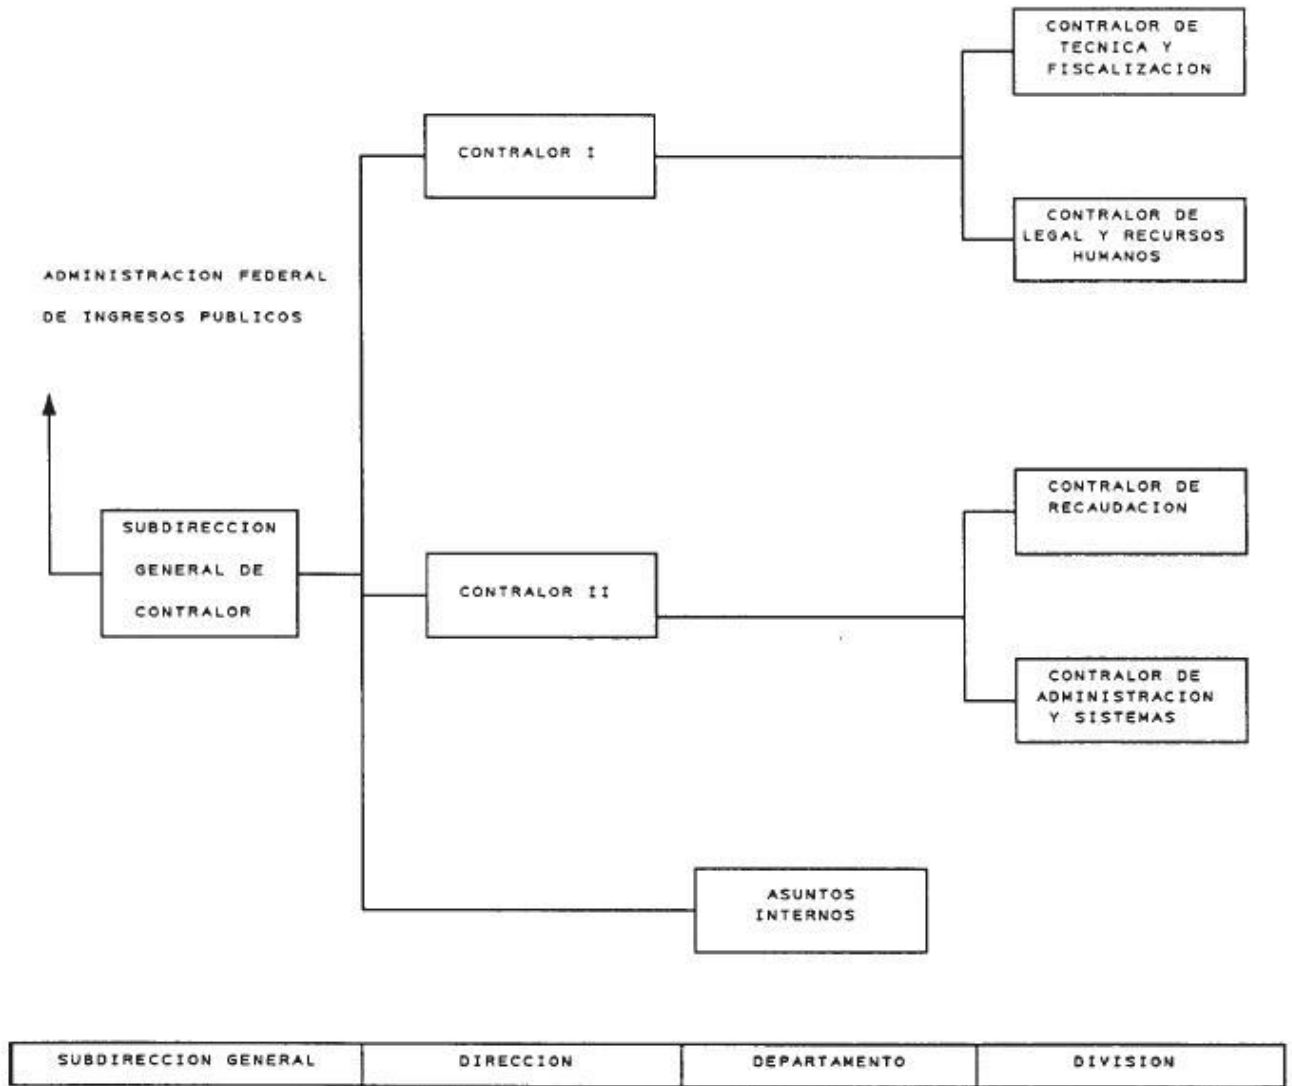 CONTRALOR DE
TECNICA Y
FISCALIZACION
CONTRALOR I
CONTRALOR DE
LEGAL Y RECURSOS
HUMANOS
ADMINISTRACION FEDERAL
DE INGRESOS PUBLICOS
SUBDIRECCION
GENERAL DE
CONTRALOR
CONTRALOR DE
RECAUDACION
CONTRALOR II
CONTRALOR DE
ADMINISTRACION
Y SISTEMAS
ASUNTOS
INTERNOS
SUBDIRECCION GENERAL
DIRECCION
DEPARTAMENTO
DIVISION